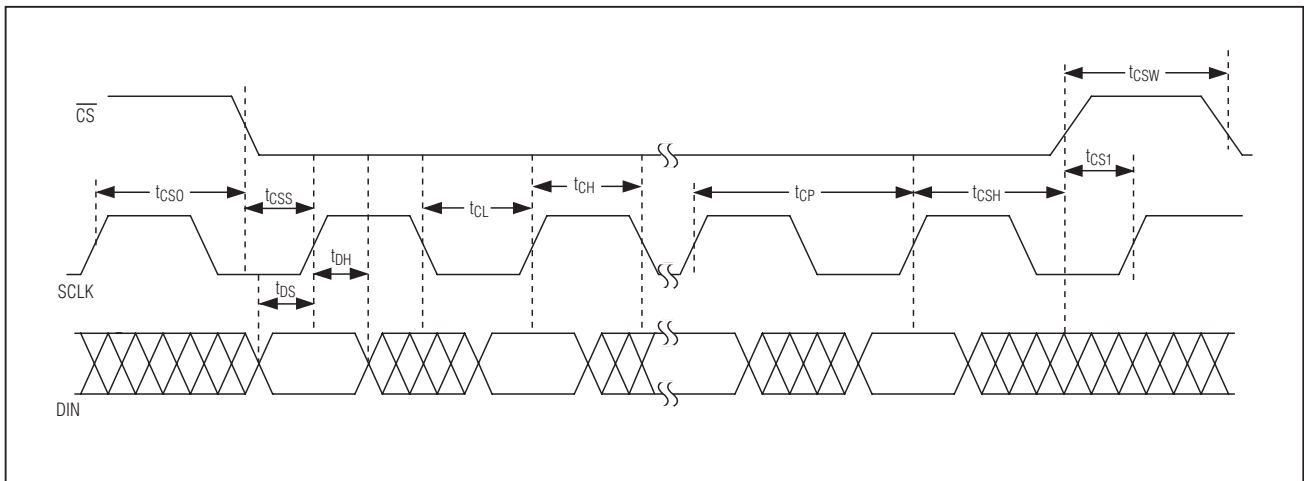 tCSW
CS
tCS1
tCSO tCSS tCL tCH tCP tCSH
tDH
SCLK
tDS
DIN